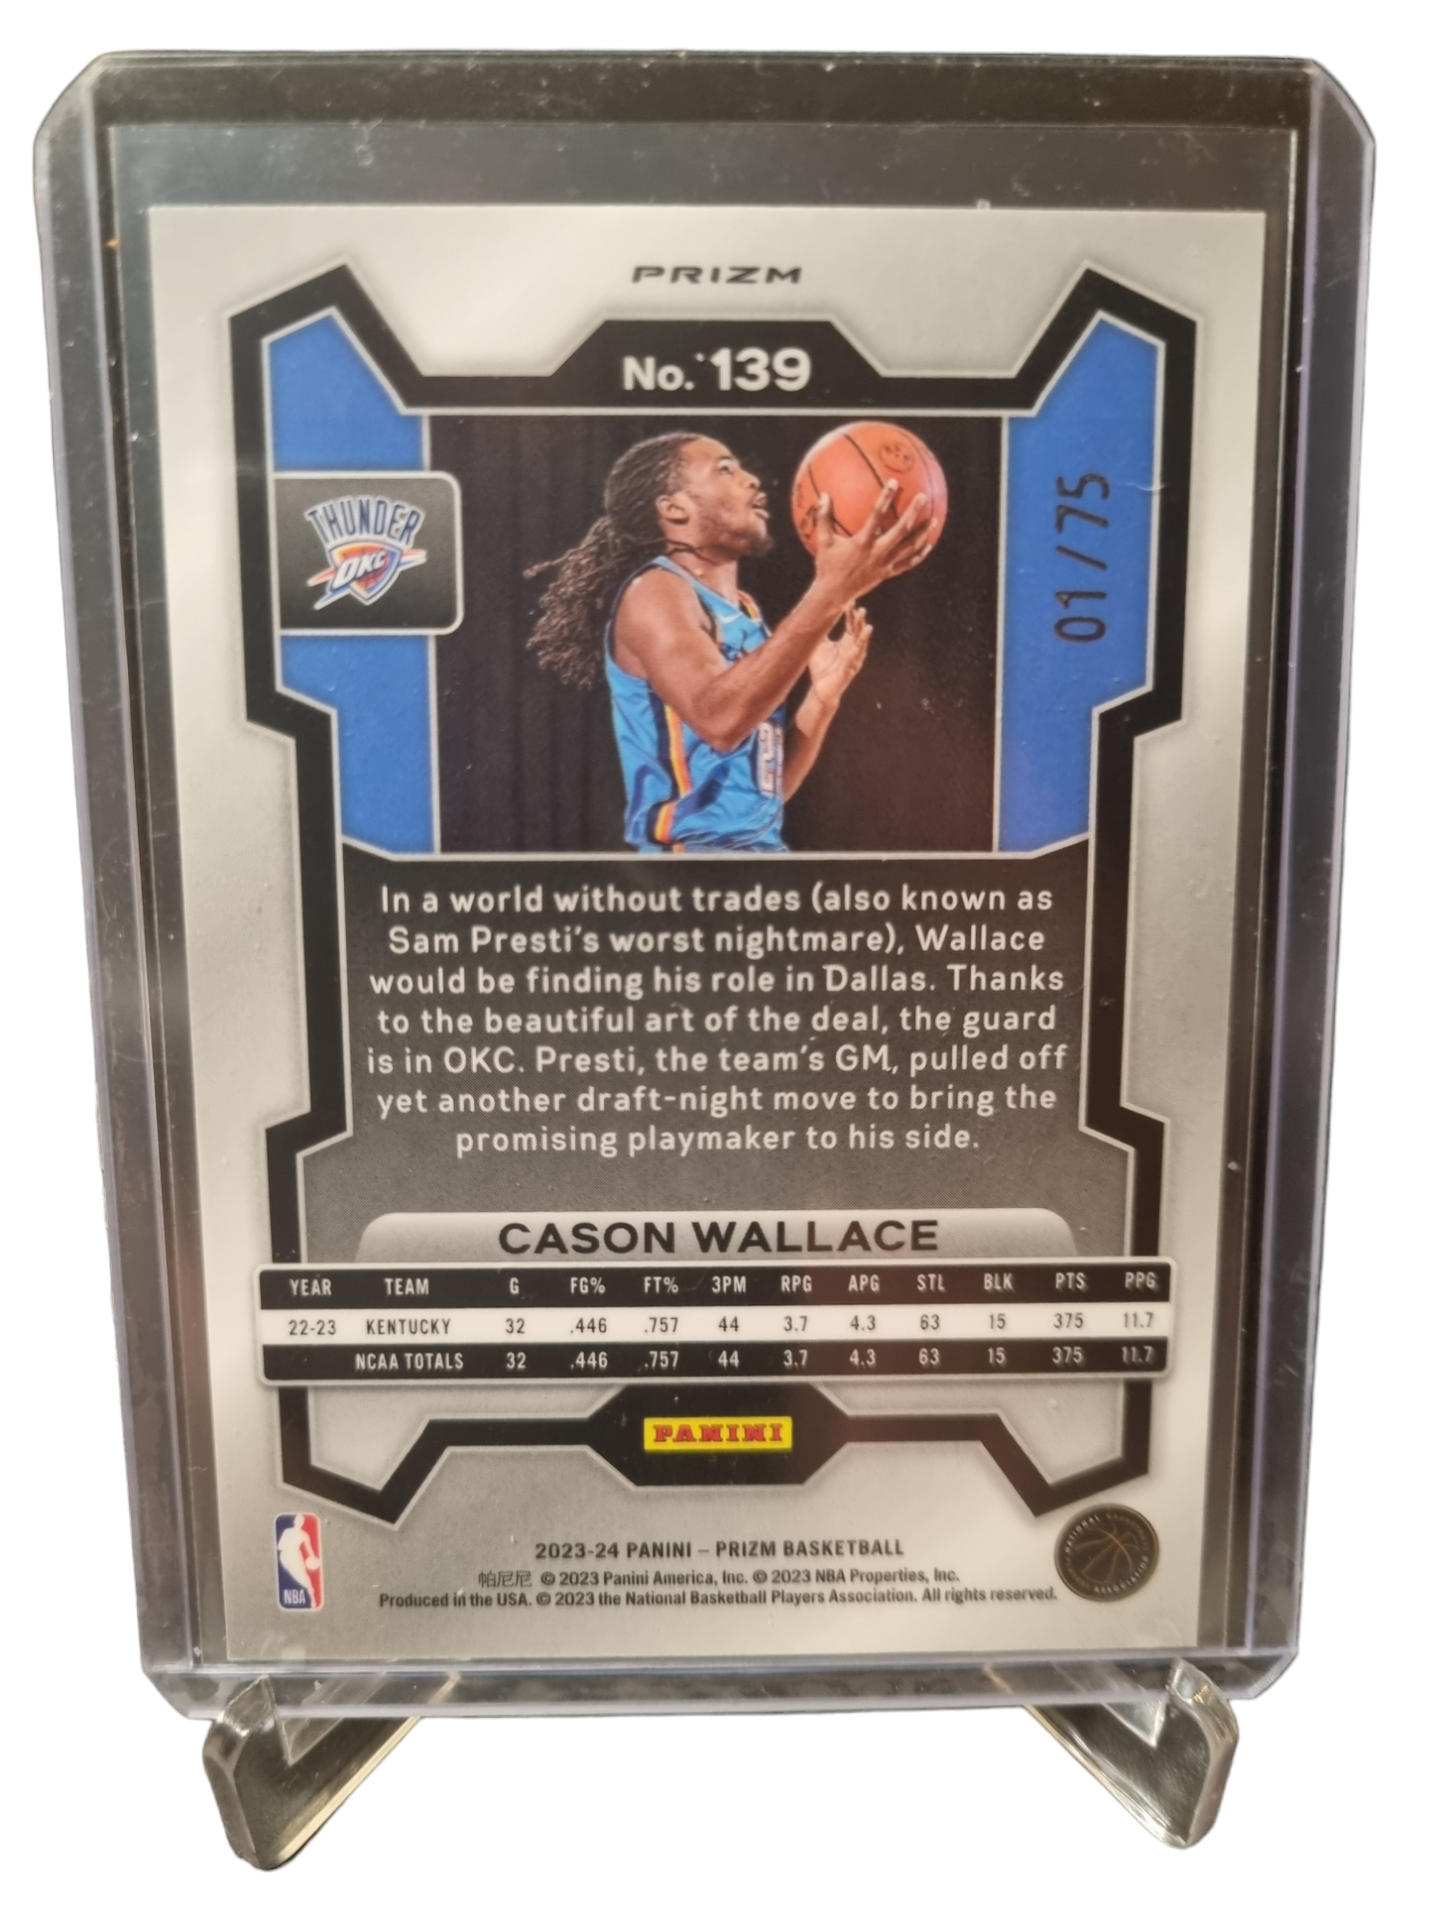 PRIZM
No. 139
THUNDER
OKC
01/75
In a world without trades (also known as
Sam Presti's worst nightmare), Wallace
would be finding his role in Dallas. Thanks
to the beautiful art of the deal, the guard
is in OKC. Presti, the team's GM, pulled off
yet another draft-night move to bring the
promising playmaker to his side.
CASON WALLACE
YEAR TEAM G FG% FT% 3PM RPG APG STL BLK PTS PPG
22-23 KENTUCKY 32 .446 .757 44 3.7 4.3 63 15 375 11.7
NCAA TOTALS 32 .446 .757 44 3.7 4.3 63 15 375 11.7
PANINI
2023-24 PANINI – PRIZM BASKETBALL
帕尼尼 © 2023 Panini America, Inc. © 2023 NBA Properties, Inc.
Produced in the USA. © 2023 the National Basketball Players Association. All rights reserved.
NBA